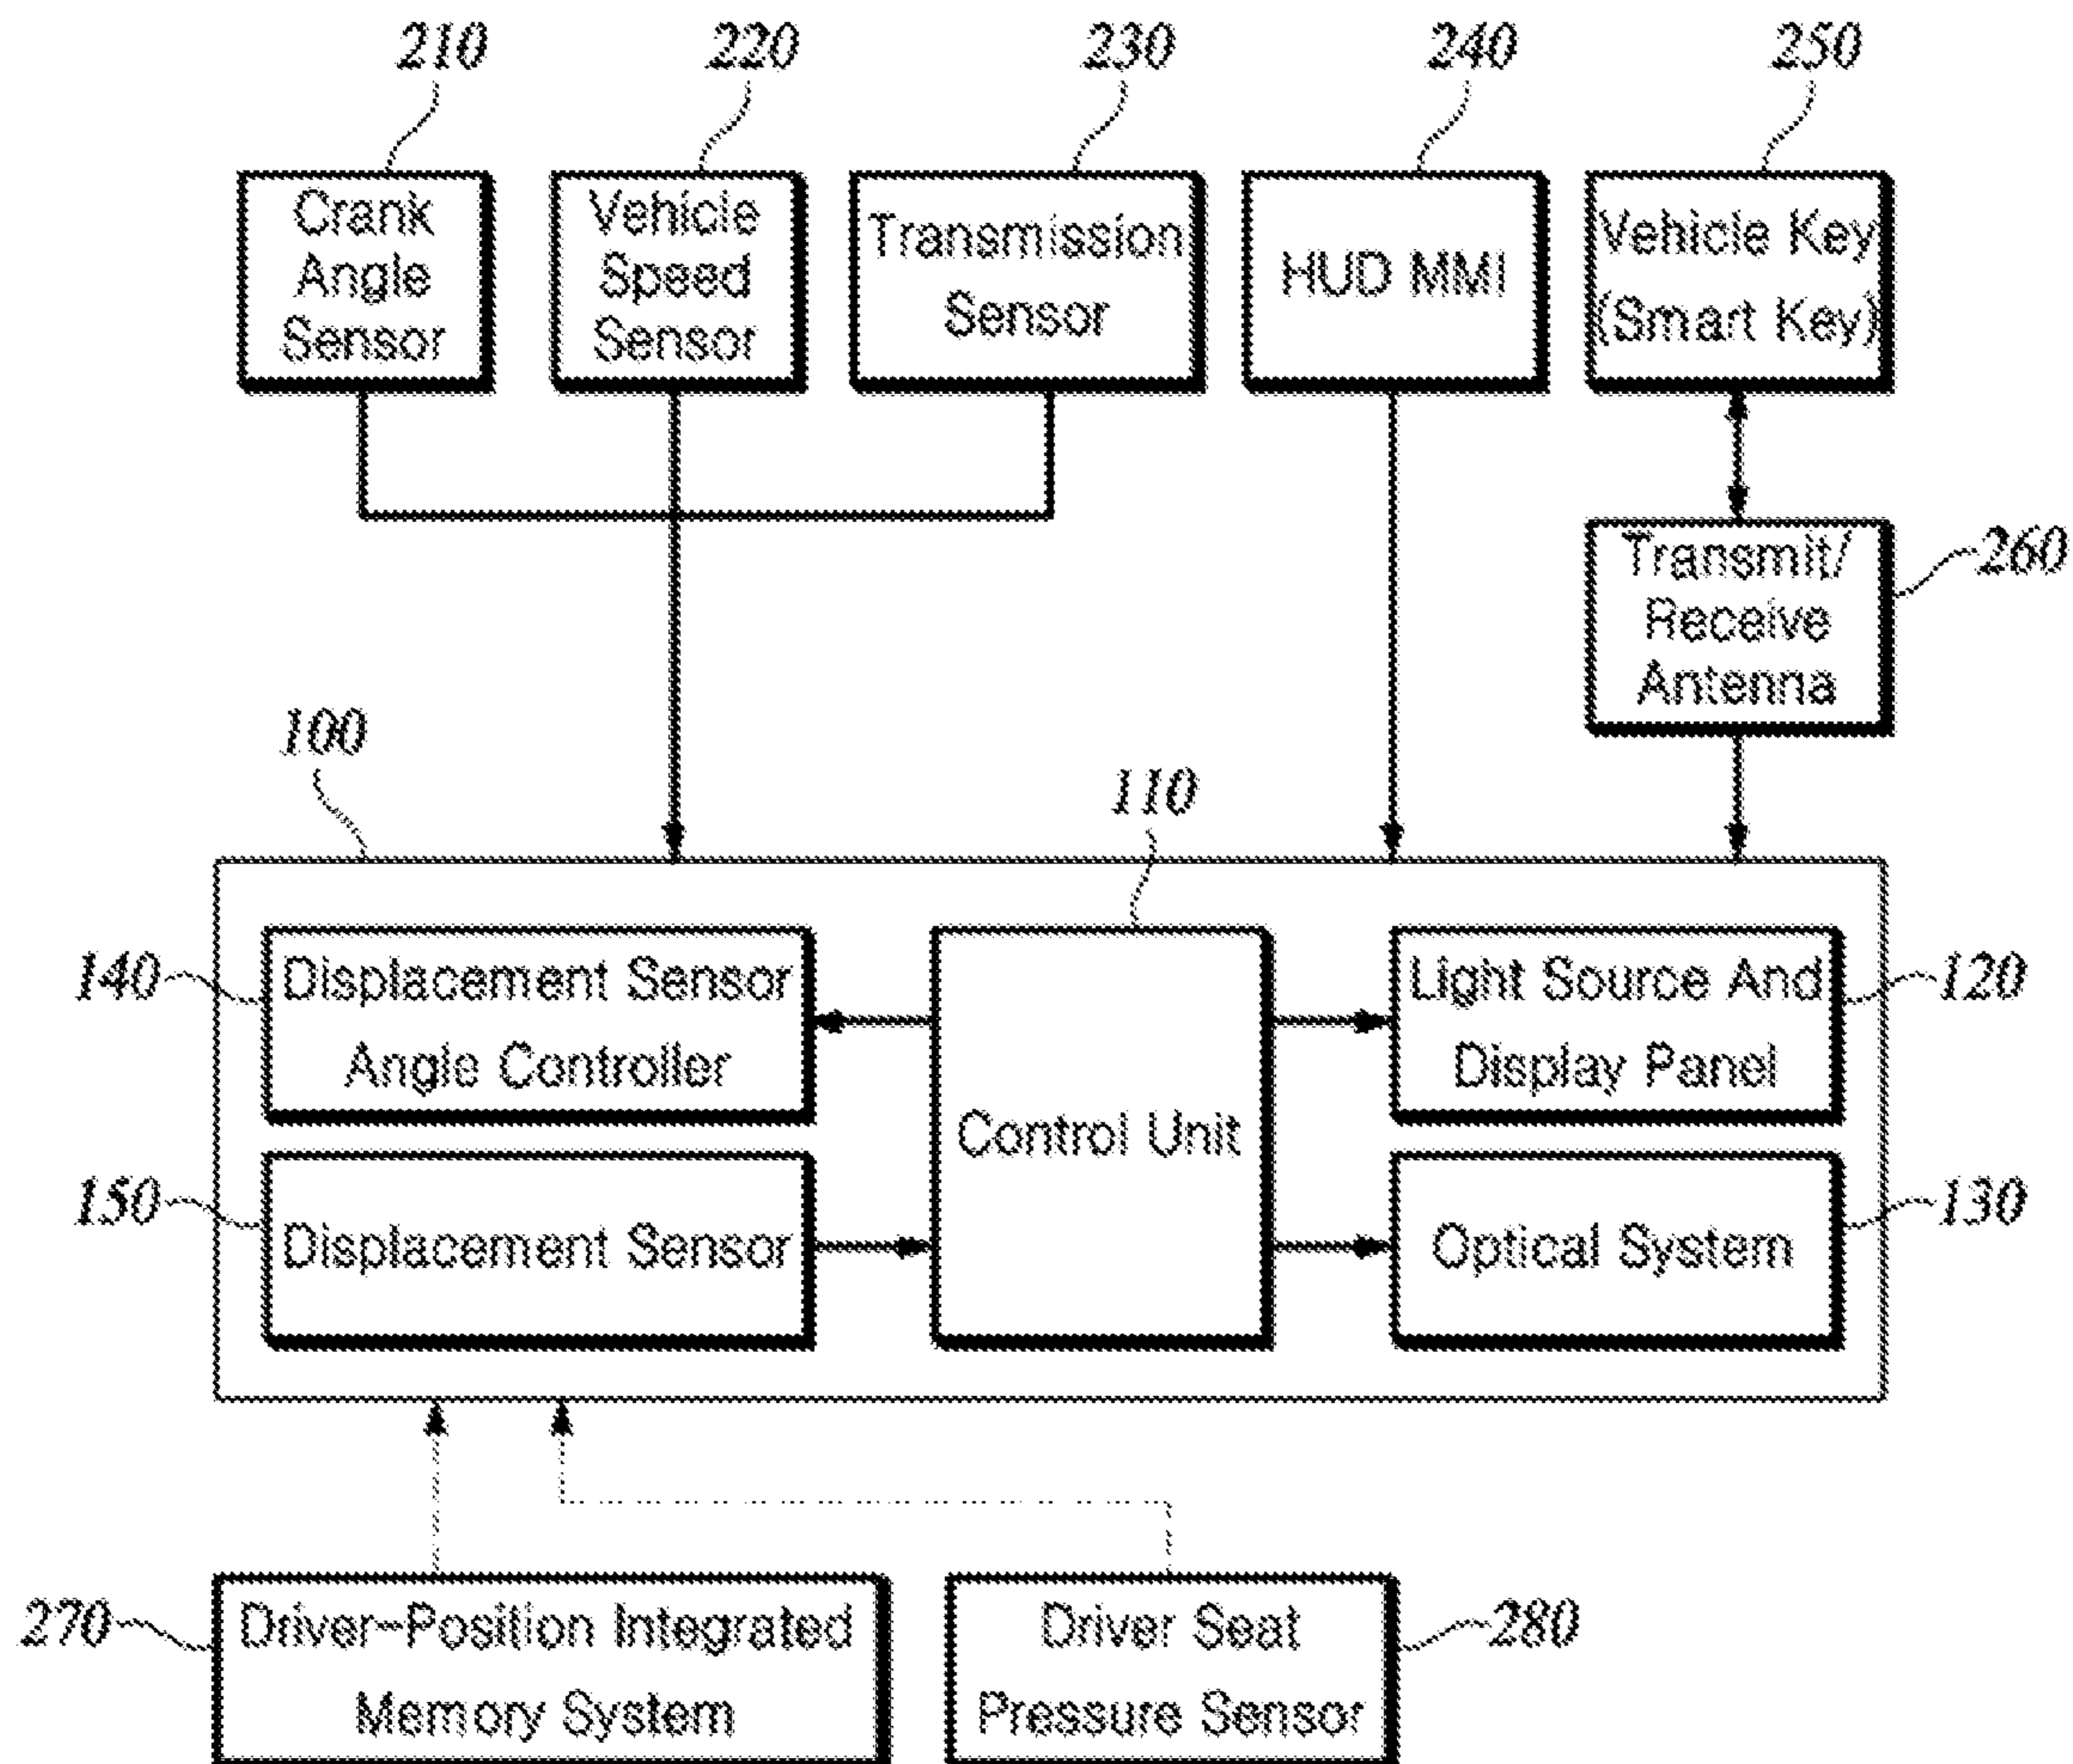 210
220
230
240
250
Crank
Angle
Sensor
Vehicle
Speed
Sensor
Transmission
Sensor
HUD MMI
Vehicle Key
(Smart Key)
Transmit/
Receive
Antenna
260
100
110
140
Displacement Sensor
Angle Controller
Control Unit
Light Source And
Display Panel
120
150
Displacement Sensor
Optical System
130
270
Driver-Position Integrated
Memory System
Driver Seat
Pressure Sensor
280